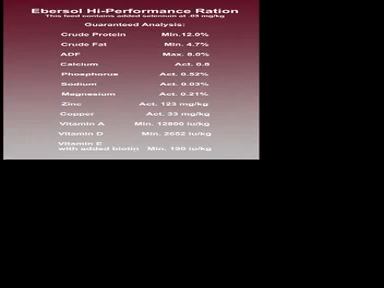 Ebersol Hi-Performance Ration
This feed contains added selenium at .03 mg/kg
Guaranteed Analysis:
Crude Protein Min.12.0%
Crude Fat Min. 4.7%
ADF Max. 8.0%
Calcium Act. 0.8
Phosphorus Act. 0.52%
Sodium Act. 0.03%
Magnesium Act. 0.21%
Zinc Act. 123 mg/kg
Copper Act. 33 mg/kg
Vitamin A Min. 12600 iu/kg
Vitamin D Min. 2652 iu/kg
Vitamin E
with added biotin Min. 190 iu/kg